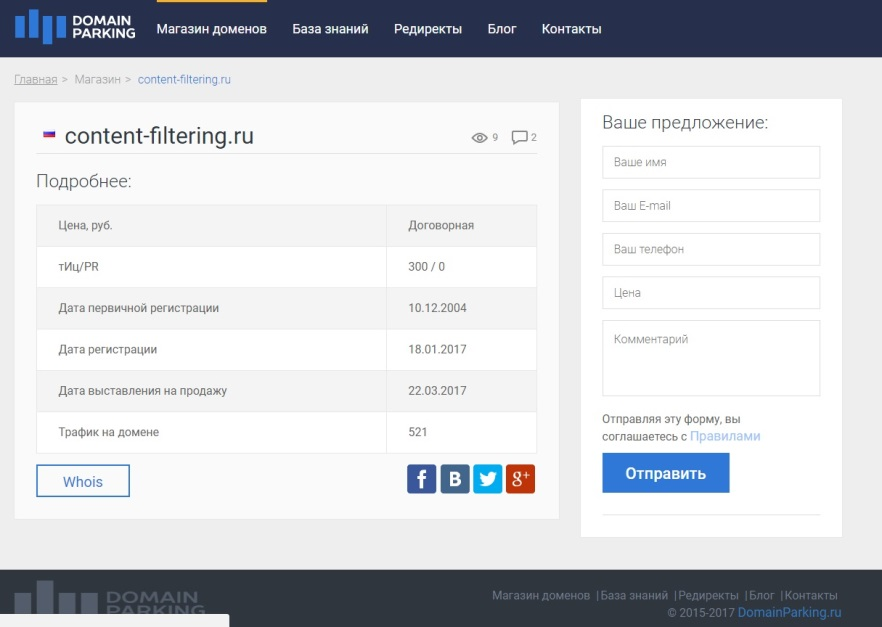 DOMAIN
PARKING
Магазин доменов База знаний Редиректы Блог Контакты
Главная > Магазин > content-filtering.ru
content-filtering.ru 9 2
Подробнее:
Цена, руб. Договорная
тИц/PR 300 / 0
Дата первичной регистрации 10.12.2004
Дата регистрации 18.01.2017
Дата выставления на продажу 22.03.2017
Трафик на домене 521
Whois
f B g+
Ваше предложение:
Ваше имя
Ваш E-mail
Ваш телефон
Цена
Комментарий
Отправляя эту форму, вы
соглашаетесь с Правилами
Отправить
DOMAIN
PARKING
Магазин доменов |База знаний |Редиректы |Блог |Контакты
© 2015-2017 DomainParking.ru